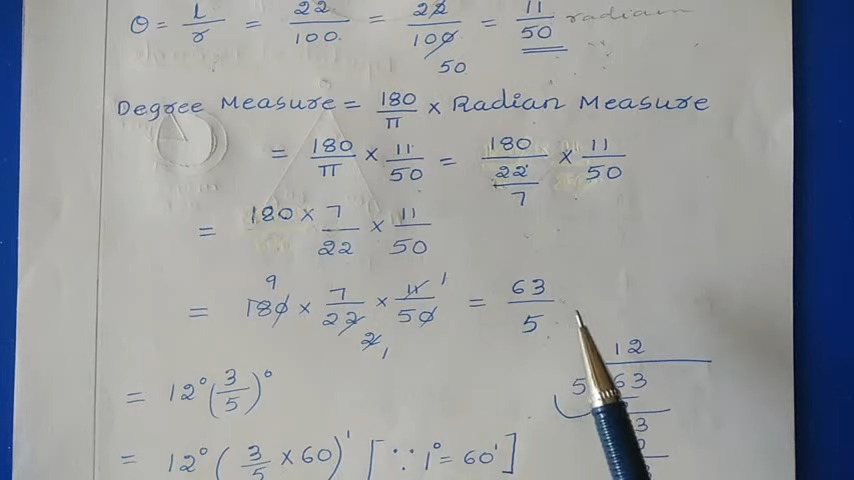 θ = l/r = 22/100 = 22/100 50 = 11/50 radian
Degree Measure = 180/π × Radian Measure
= 180/π × 11/50 = 180/(22/7) × 11/50
= 180 × 7/22 × 11/50
= 180 9 × 7/22 2 1 × 11 1/50 = 63/5
12
5 63
3
= 12° (3/5)°
= 12° (3/5 × 60)' [∵ 1° = 60']